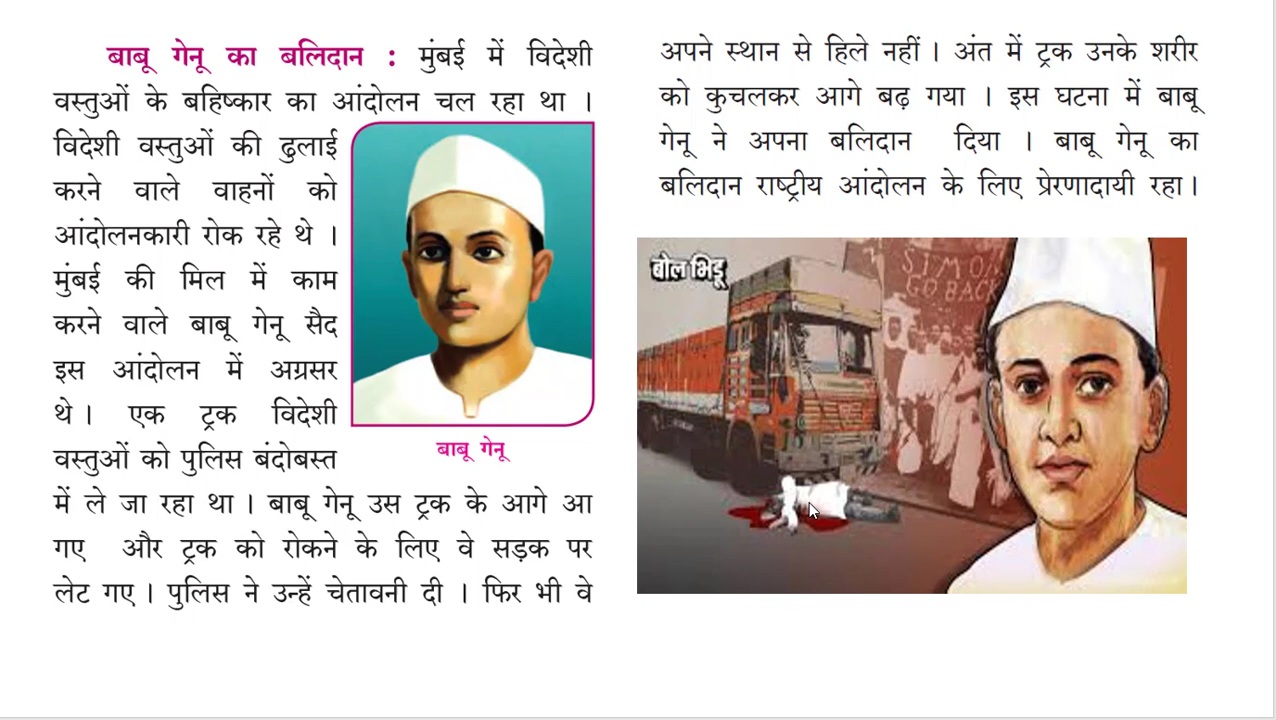 बाबू गेनू का बलिदान : मुंबई में विदेशी
वस्तुओं के बहिष्कार का आंदोलन चल रहा था ।
विदेशी वस्तुओं की ढुलाई
करने वाले वाहनों को
आंदोलनकारी रोक रहे थे ।
मुंबई की मिल में काम
करने वाले बाबू गेनू सैद
इस आंदोलन में अग्रसर
थे । एक ट्रक विदेशी
वस्तुओं को पुलिस बंदोबस्त
में ले जा रहा था । बाबू गेनू उस ट्रक के आगे आ
गए और ट्रक को रोकने के लिए वे सड़क पर
लेट गए । पुलिस ने उन्हें चेतावनी दी । फिर भी वे
बाबू गेनू
अपने स्थान से हिले नहीं । अंत में ट्रक उनके शरीर
को कुचलकर आगे बढ़ गया । इस घटना में बाबू
गेनू ने अपना बलिदान दिया । बाबू गेनू का
बलिदान राष्ट्रीय आंदोलन के लिए प्रेरणादायी रहा ।
बोल भिडू
SIMON
GO BACK